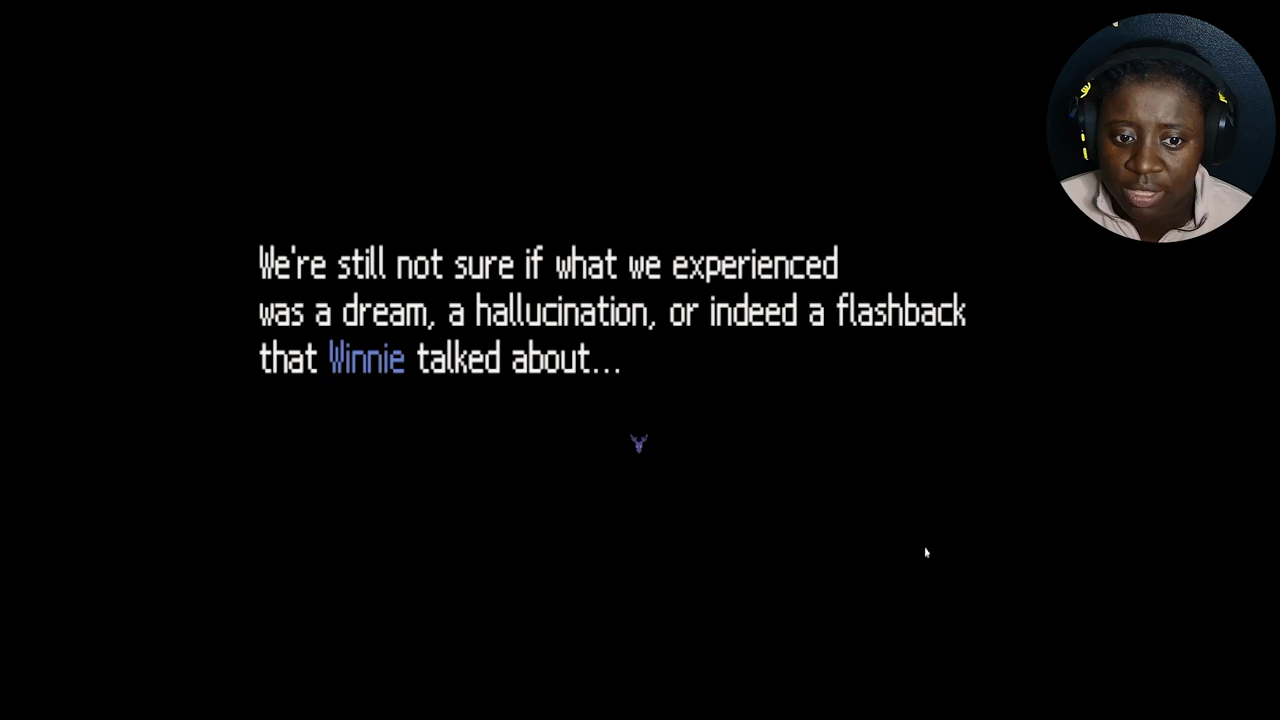 We're still not sure if what we experienced
was a dream, a hallucination, or indeed a flashback
that Winnie talked about...